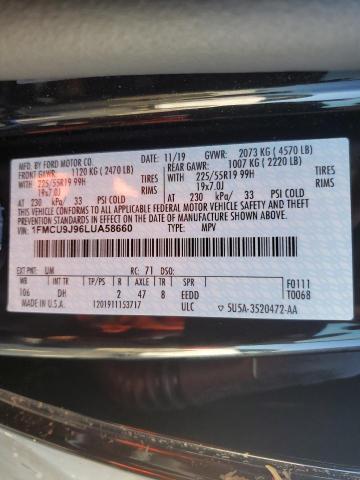 MFD. BY FORD MOTOR CO.
DATE: 11/19 GVWR: 2073 KG ( 4570 LB)
FRONT GAWR: 1120 KG ( 2470 LB)
REAR GAWR: 1007 KG ( 2220 LB)
WITH 225/55R19 99H TIRES
WITH 225/55R19 99H TIRES
19x7.0J RIMS
19x7.0J RIMS
AT 230 kPa/ 33 PSI COLD
AT 230 kPa/ 33 PSI COLD
THIS VEHICLE CONFORMS TO ALL APPLICABLE FEDERAL MOTOR VEHICLE SAFETY AND THEFT PREVENTION STANDARDS IN EFFECT ON THE DATE OF MANUFACTURE SHOWN ABOVE.
VIN: 1FMCU9J96LUA58660
TYPE: MPV
EXT PNT: UM RC: 71 DSO:
WB INT TR TP/PS R AXLE TR SPR
106 DH 2 47 8 EEDD
F0111
T0068
MADE IN U.S.A. 1201911153717 ULC
5U5A-3520472-AA